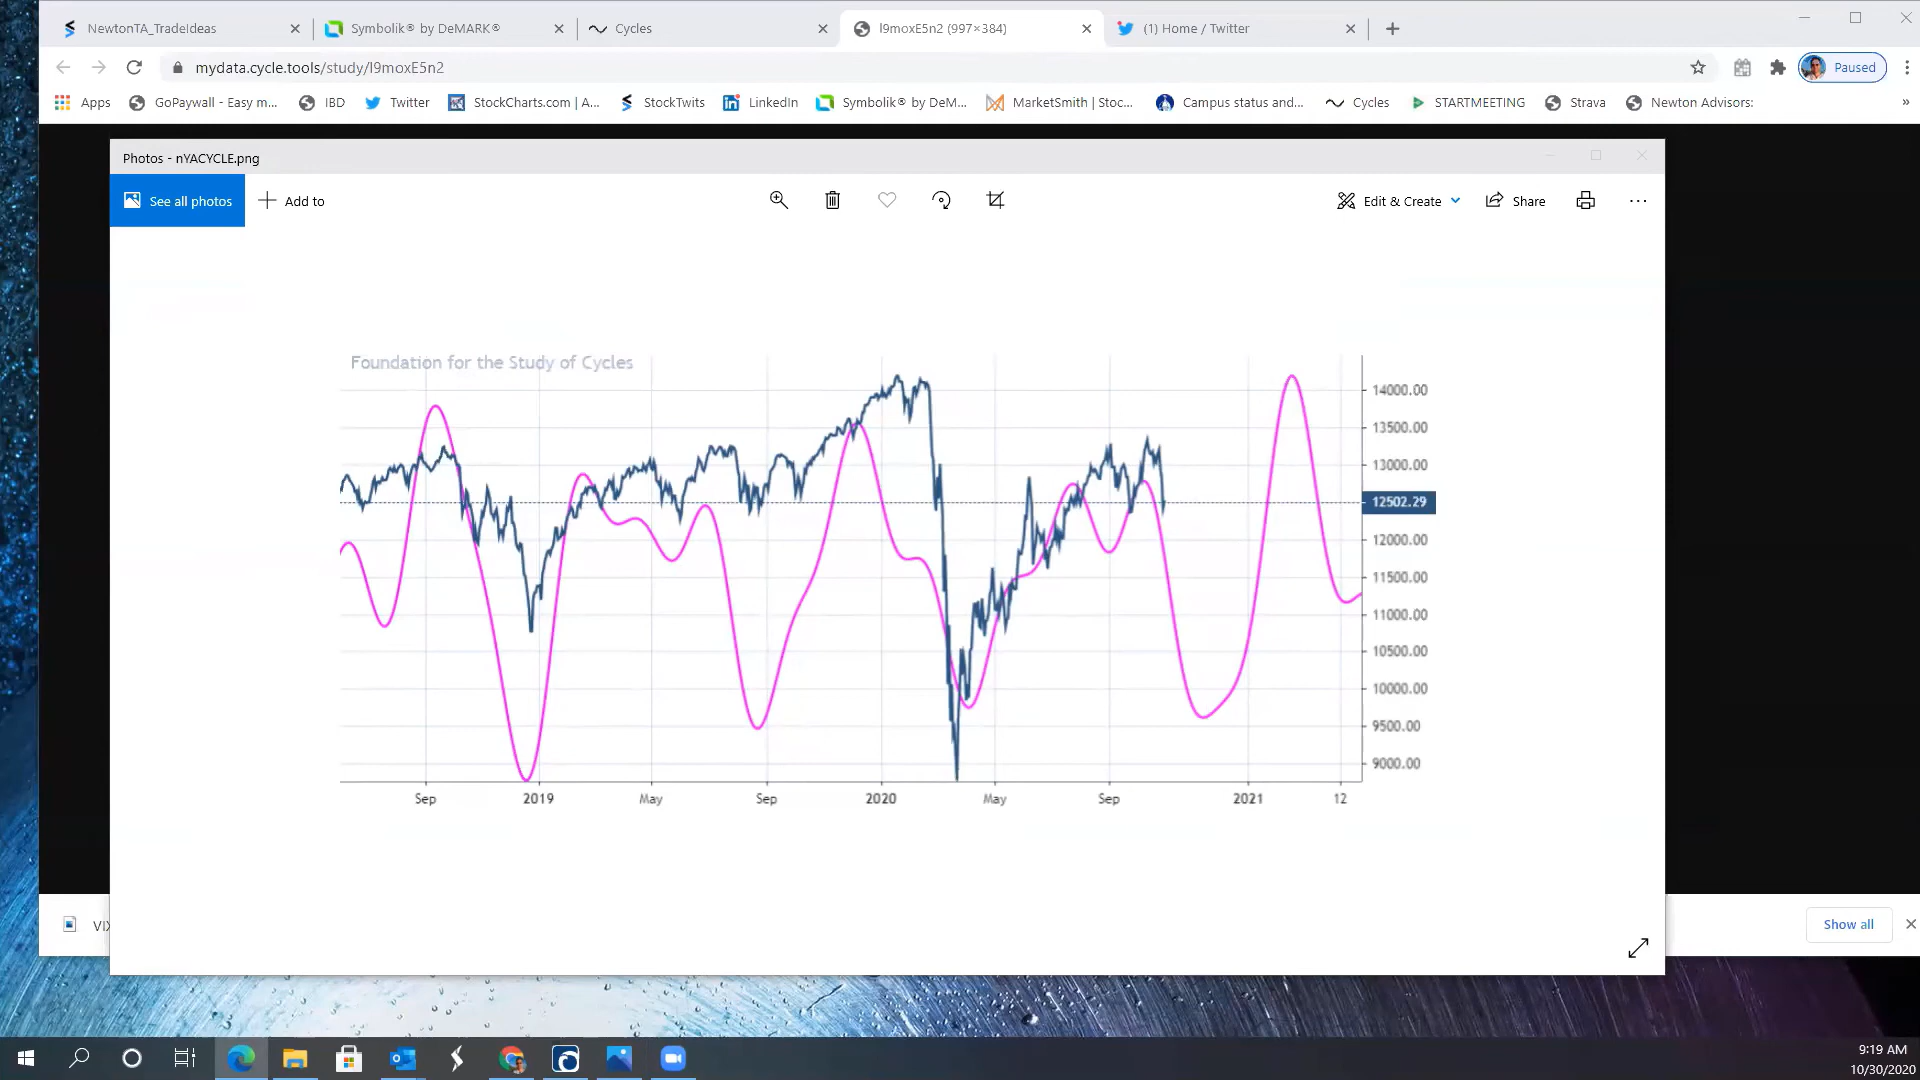 NewtonTA_TradeIdeas
Symbolik® by DeMARK®
Cycles
l9moxE5n2 (997×384)
(1) Home / Twitter
mydata.cycle.tools/study/l9moxE5n2
Paused
Apps
GoPaywall - Easy m...
IBD
Twitter
StockCharts.com | A...
StockTwits
LinkedIn
Symbolik® by DeM...
MarketSmith | Stoc...
Campus status and...
Cycles
STARTMEETING
Strava
Newton Advisors:
»
Photos - nYACYCLE.png
See all photos
Add to
Edit & Create
Share
Foundation for the Study of Cycles
14000.00
13500.00
13000.00
12502.29
12000.00
11500.00
11000.00
10500.00
10000.00
9500.00
9000.00
Sep
2019
May
Sep
2020
May
Sep
2021
12
Show all
9:19 AM
10/30/2020